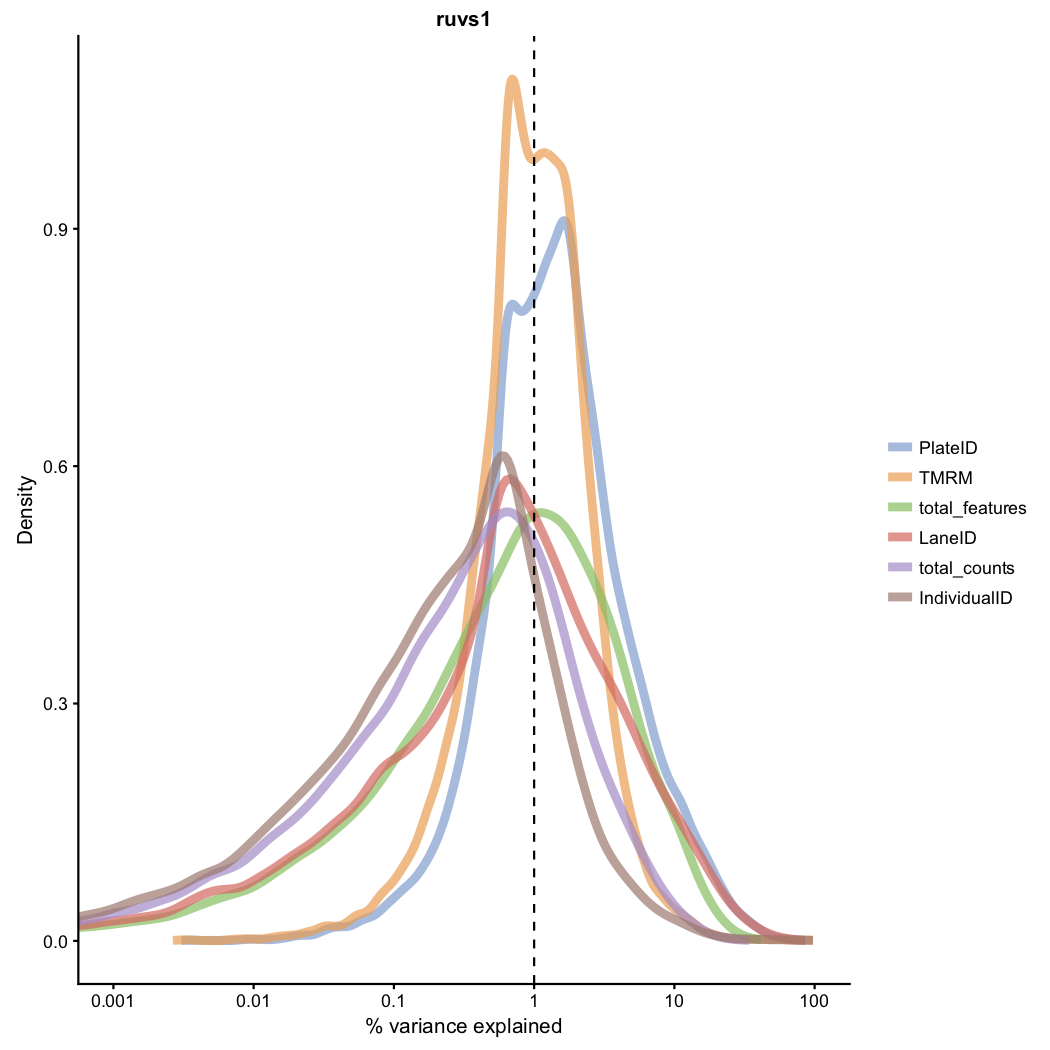 ruvs1
Density
0.9
0.6
0.3
0.0
0.001 0.01 0.1 1 10 100
% variance explained
PlateID
TMRM
total_features
LaneID
total_counts
IndividualID